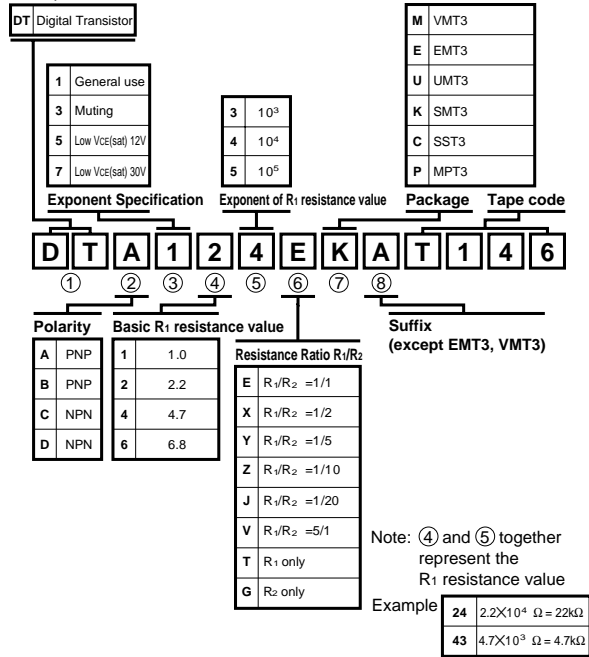 DT Digital Transistor
1 General use
3 Muting
5 Low VCE(sat) 12V
7 Low VCE(sat) 30V
3 10³
4 10⁴
5 10⁵
M VMT3
E EMT3
U UMT3
K SMT3
C SST3
P MPT3
Exponent Specification
Exponent of R1 resistance value
Package
Tape code
D T A 1 2 4 E K A T 1 4 6
① ② ③ ④ ⑤ ⑥ ⑦ ⑧
Polarity
A PNP
B PNP
C NPN
D NPN
Basic R1 resistance value
1 1.0
2 2.2
4 4.7
6 6.8
Resistance Ratio R1/R2
E R1/R2 =1/1
X R1/R2 =1/2
Y R1/R2 =1/5
Z R1/R2 =1/10
J R1/R2 =1/20
V R1/R2 =5/1
T R1 only
G R2 only
Suffix
(except EMT3, VMT3)
Note: ④ and ⑤ together
represent the
R1 resistance value
Example
24 2.2X10⁴ Ω = 22kΩ
43 4.7X10³ Ω = 4.7kΩ